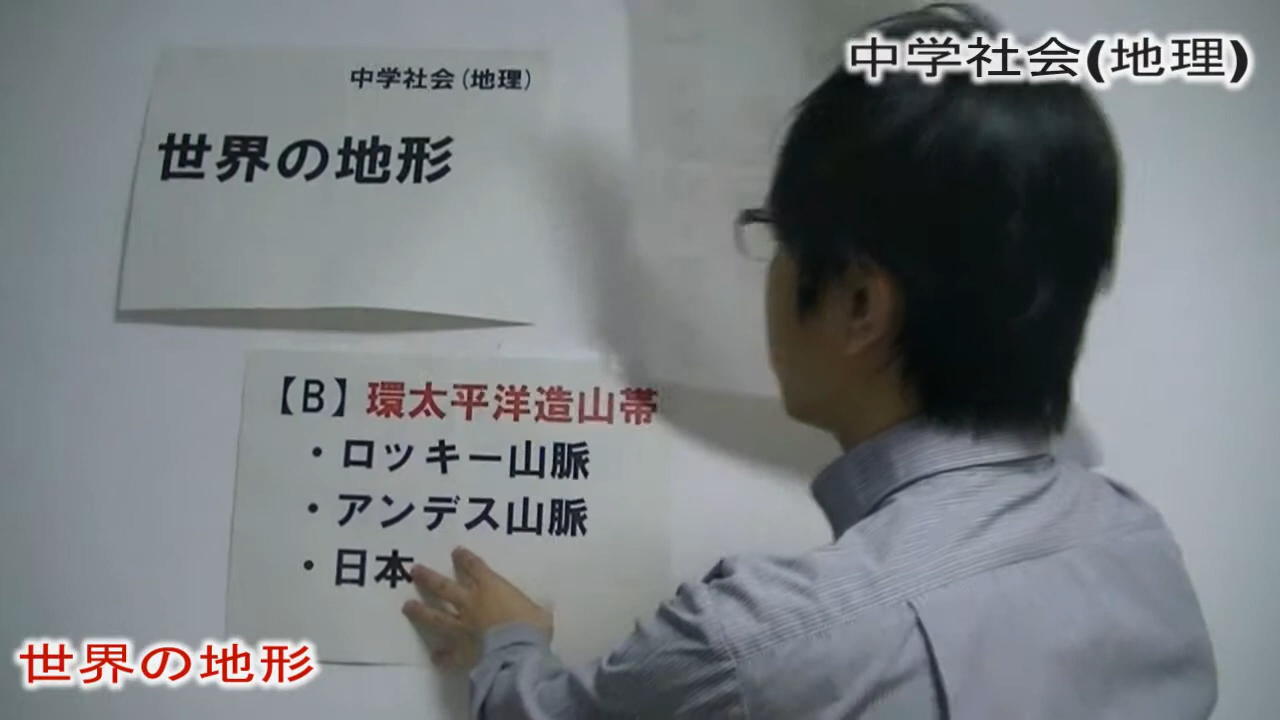 中学社会(地理)
中学社会(地理)
世界の地形
【B】環太平洋造山帯
・ロッキー山脈
・アンデス山脈
・日本
世界の地形